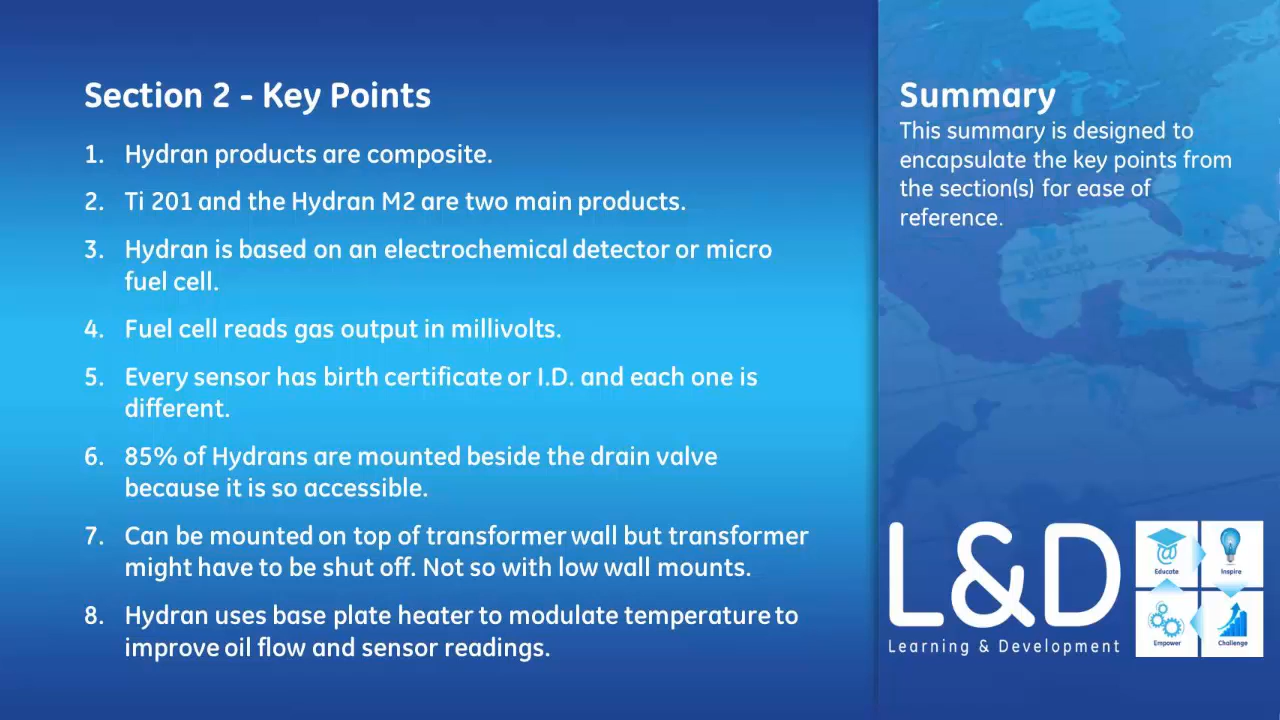 Section 2 - Key Points
1. Hydran products are composite.
2. Ti 201 and the Hydran M2 are two main products.
3. Hydran is based on an electrochemical detector or micro
fuel cell.
4. Fuel cell reads gas output in millivolts.
5. Every sensor has birth certificate or I.D. and each one is
different.
6. 85% of Hydrans are mounted beside the drain valve
because it is so accessible.
7. Can be mounted on top of transformer wall but transformer
might have to be shut off. Not so with low wall mounts.
8. Hydran uses base plate heater to modulate temperature to
improve oil flow and sensor readings.
Summary
This summary is designed to
encapsulate the key points from
the section(s) for ease of
reference.
L&D
Learning & Development
@
Educate
Inspire
Empower
Challenge